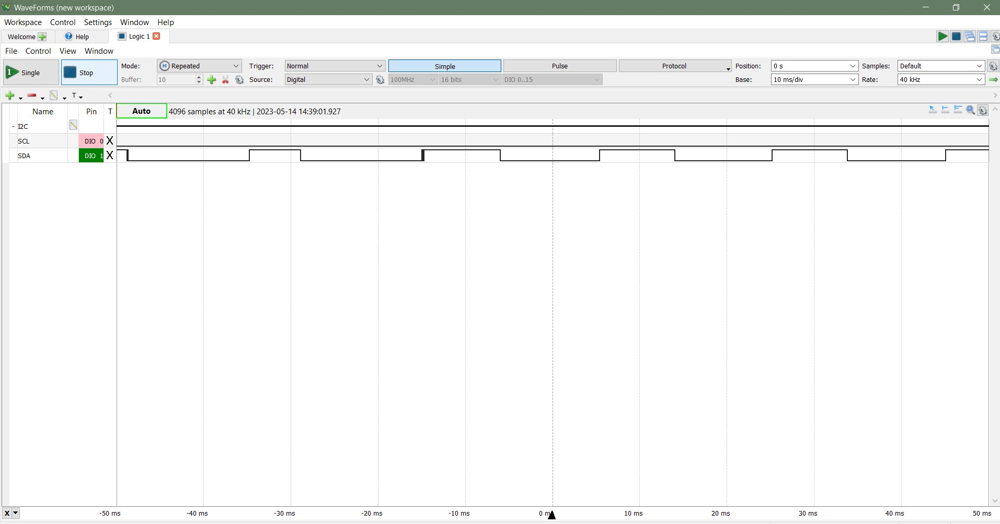 WaveForms (new workspace)
Workspace Control Settings Window Help
Welcome Help Logic 1
File Control View Window
1 Single Stop Mode: Repeated Trigger: Normal Simple Pulse Protocol Position: 0 s Samples: Default
Buffer: 10 Source: Digital 100MHz 16 bits DIO 0..15 Base: 10 ms/div Rate: 40 kHz
T
Name Pin T Auto 4096 samples at 40 kHz | 2023-05-14 14:39:01.927
- I2C
SCL DIO 0 X
SDA DIO 1 X
X -50 ms -40 ms -30 ms -20 ms -10 ms 0 m 10 ms 20 ms 30 ms 40 ms 50 ms